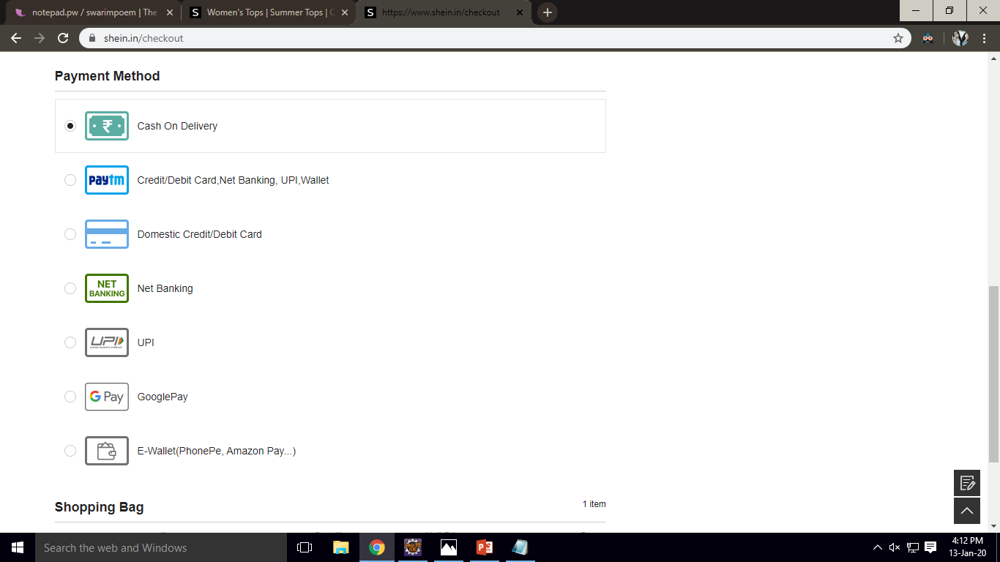 notepad.pw / swarimpoem | The
Women's Tops | Summer Tops | C
https://www.shein.in/checkout
shein.in/checkout
Payment Method
₹ Cash On Delivery
paytm Credit/Debit Card,Net Banking, UPI,Wallet
Domestic Credit/Debit Card
NET BANKING Net Banking
UPI UNIFIED PAYMENTS INTERFACE UPI
G Pay GooglePay
E-Wallet(PhonePe, Amazon Pay...)
Shopping Bag 1 item
Search the web and Windows
4:12 PM
13-Jan-20